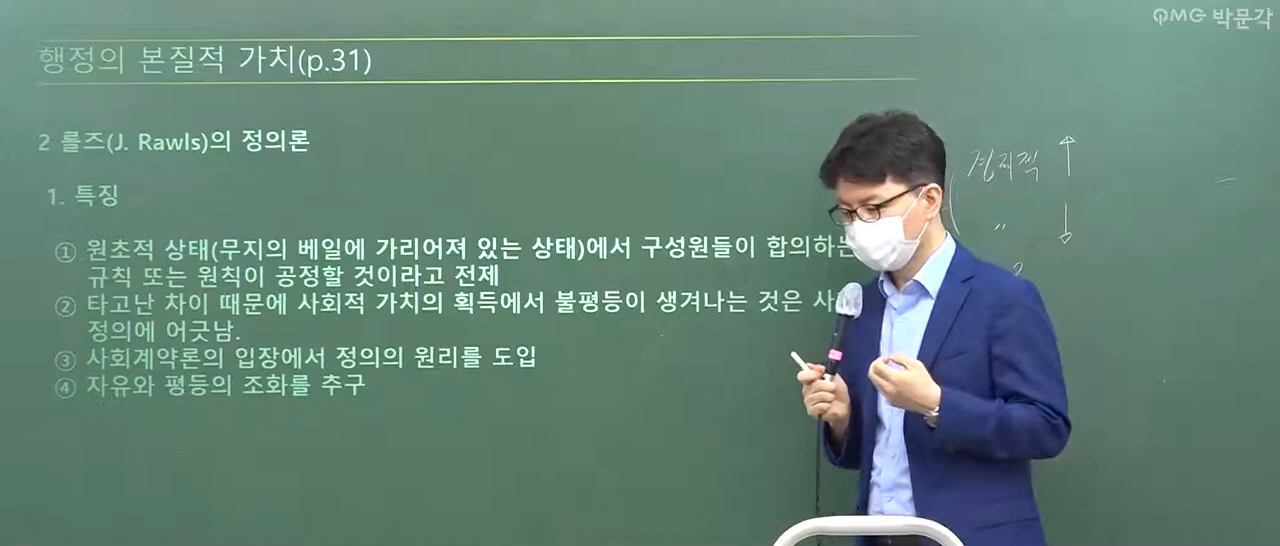 PMG 박문각
행정의 본질적 가치(p.31)
2 롤즈(J. Rawls)의 정의론
1. 특징
① 원초적 상태(무지의 베일에 가리어져 있는 상태)에서 구성원들이 합의하는
규칙 또는 원칙이 공정할 것이라고 전제
② 타고난 차이 때문에 사회적 가치의 획득에서 불평등이 생겨나는 것은 사
정의에 어긋남.
③ 사회계약론의 입장에서 정의의 원리를 도입
④ 자유와 평등의 조화를 추구